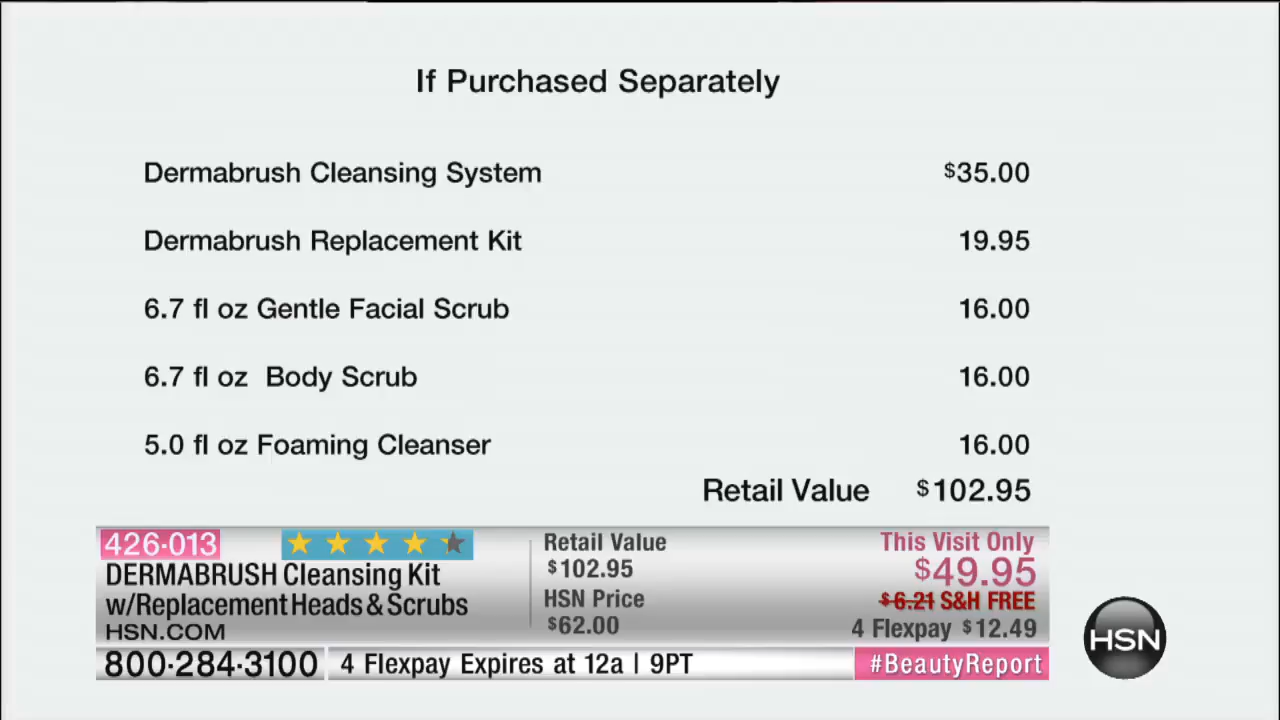 If Purchased Separately
Dermabrush Cleansing System $35.00
Dermabrush Replacement Kit 19.95
6.7 fl oz Gentle Facial Scrub 16.00
6.7 fl oz Body Scrub 16.00
5.0 fl oz Foaming Cleanser 16.00
Retail Value $102.95
426-013
DERMABRUSH Cleansing Kit
w/Replacement Heads & Scrubs
HSN.COM
Retail Value
$102.95
HSN Price
$62.00
This Visit Only
$49.95
$6.21 S&H FREE
4 Flexpay $12.49
800-284-3100
4 Flexpay Expires at 12a | 9PT
#BeautyReport
HSN